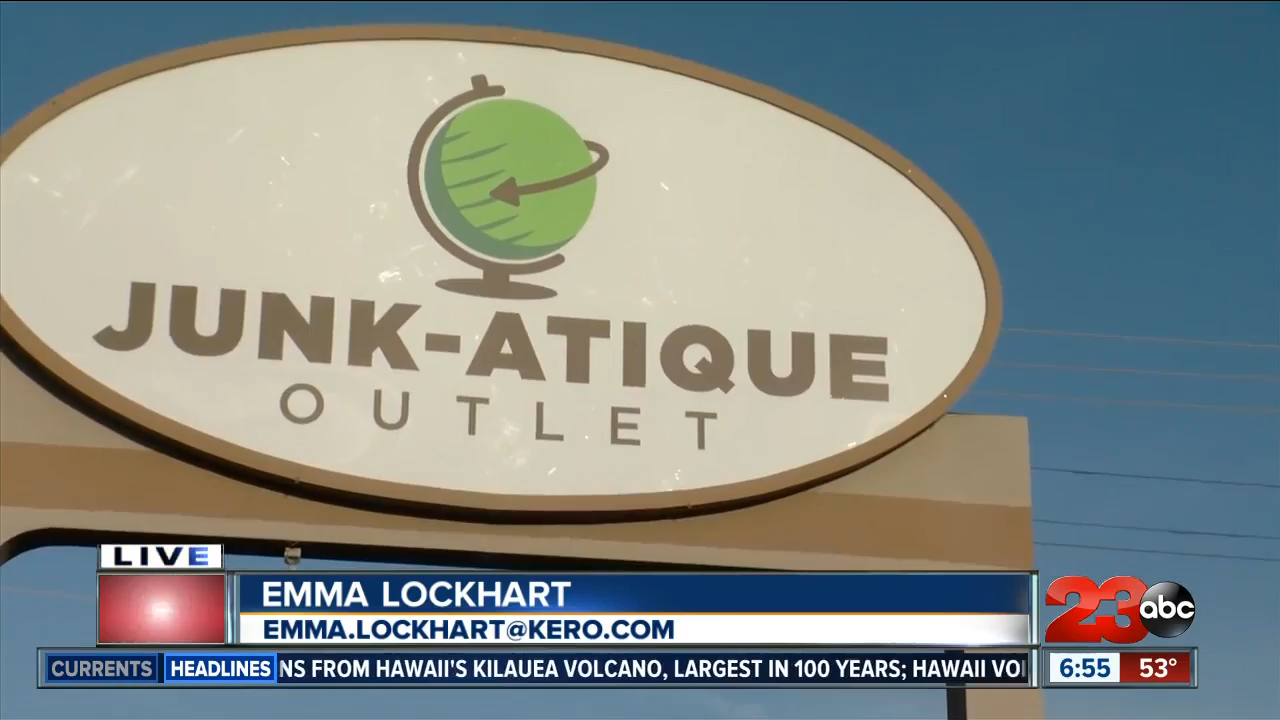 JUNK-ATIQUE
OUTLET
LIVE
EMMA LOCKHART
EMMA.LOCKHART@KERO.COM
23 abc
CURRENTS HEADLINES NS FROM HAWAII'S KILAUEA VOLCANO, LARGEST IN 100 YEARS; HAWAII VO
6:55 53°